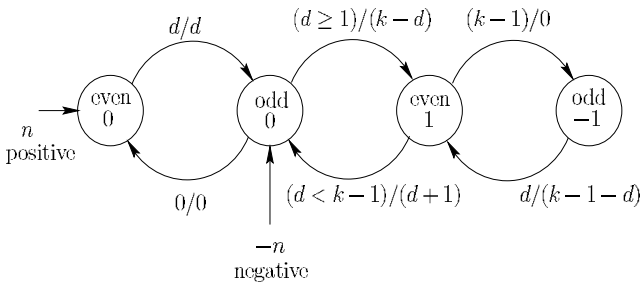 d/d
(d ≥ 1)/(k−d)
(k−1)/0
even
0
odd
0
even
1
odd
−1
n
positive
0/0
(d < k−1)/(d+1)
d/(k−1−d)
−n
negative